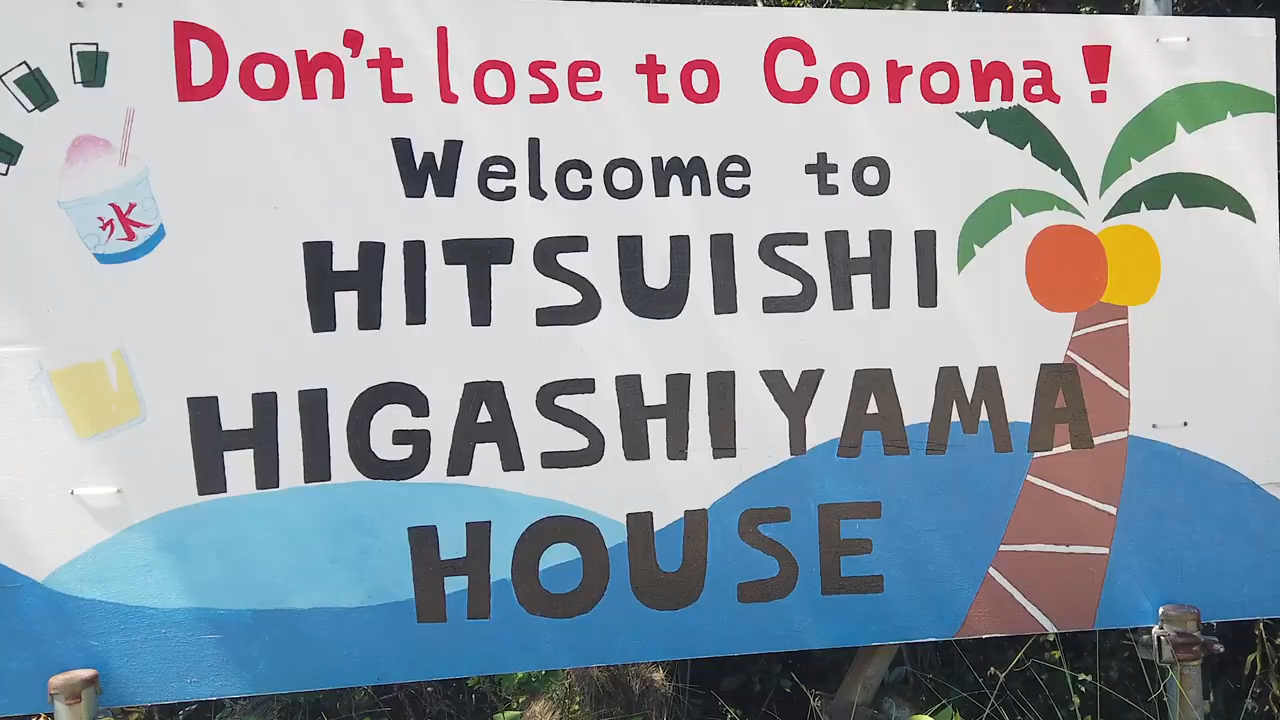 Don't lose to Corona!
Welcome to
氷
HITSUISHI
HIGASHIYAMA
HOUSE